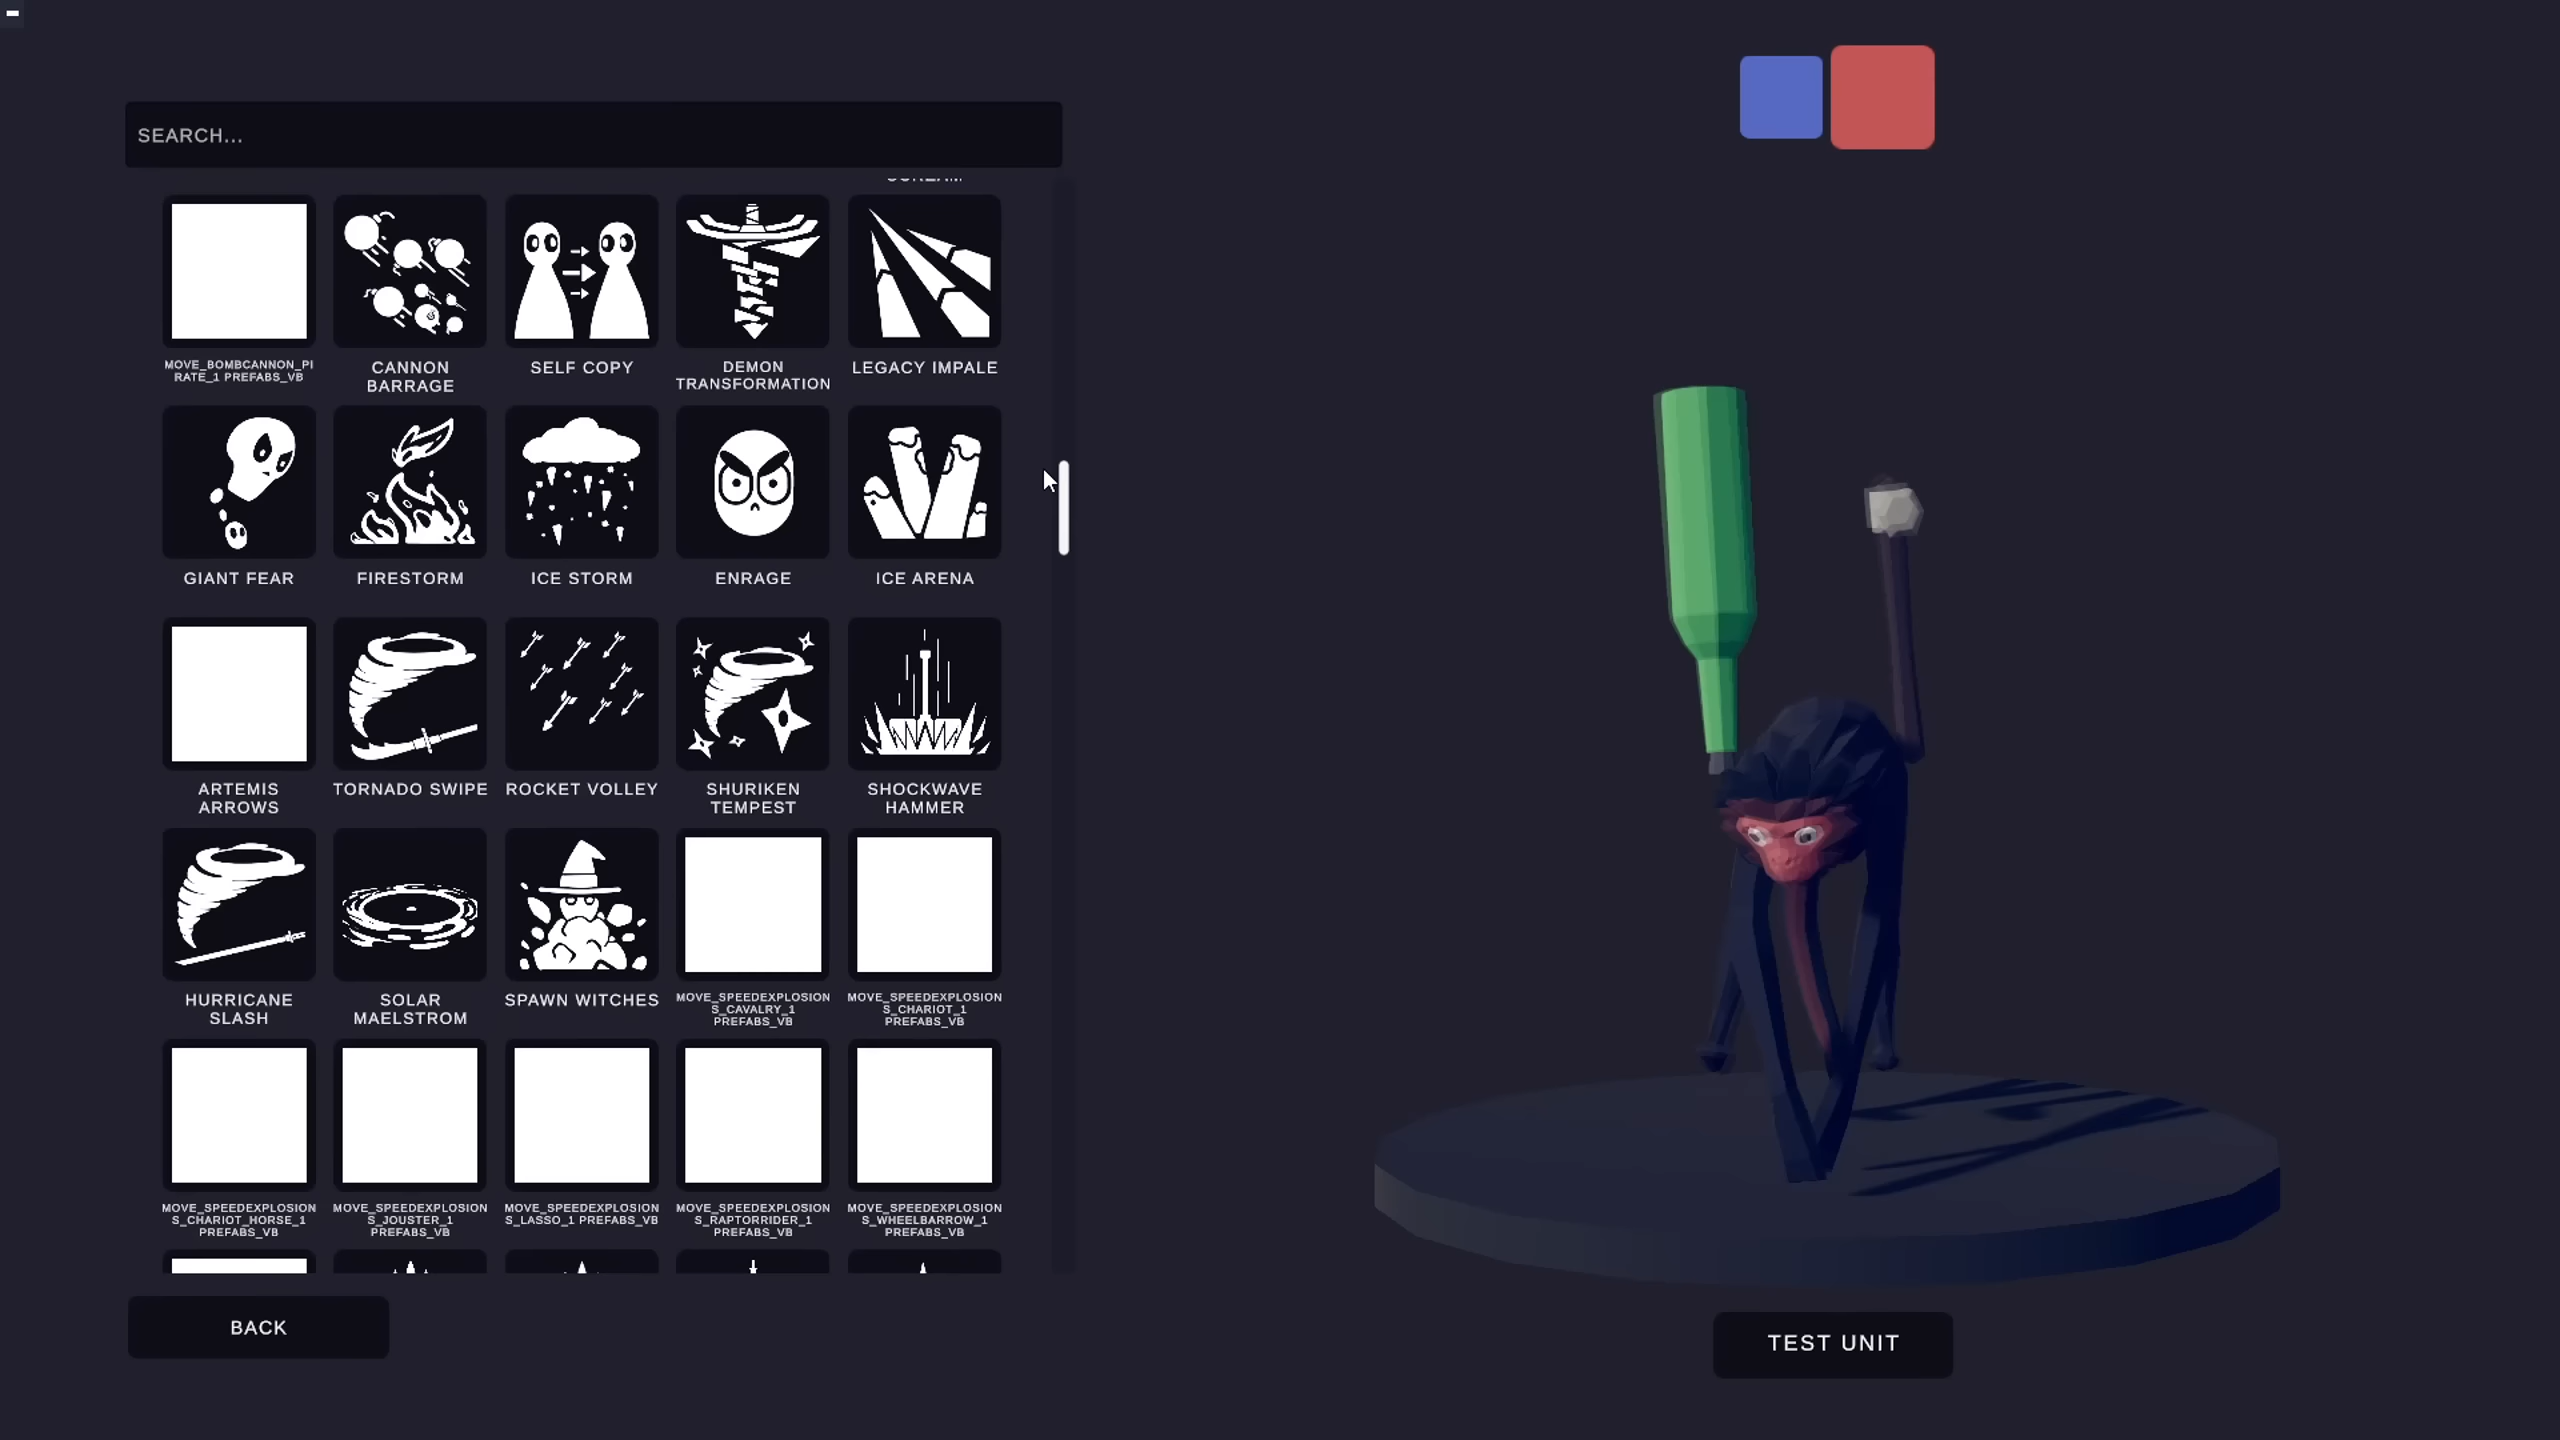 SEARCH...
SCREAM
MOVE_BOMBCANNON_PI
RATE_1 PREFABS_VB
CANNON
BARRAGE
SELF COPY
DEMON
TRANSFORMATION
LEGACY IMPALE
GIANT FEAR
FIRESTORM
ICE STORM
ENRAGE
ICE ARENA
ARTEMIS
ARROWS
TORNADO SWIPE
ROCKET VOLLEY
SHURIKEN
TEMPEST
SHOCKWAVE
HAMMER
HURRICANE
SLASH
SOLAR
MAELSTROM
SPAWN WITCHES
MOVE_SPEEDEXPLOSION
S_CAVALRY_1
PREFABS_VB
MOVE_SPEEDEXPLOSION
S_CHARIOT_1
PREFABS_VB
MOVE_SPEEDEXPLOSION
S_CHARIOT_HORSE_1
PREFABS_VB
MOVE_SPEEDEXPLOSION
S_JOUSTER_1
PREFABS_VB
MOVE_SPEEDEXPLOSION
S_LASSO_1 PREFABS_VB
MOVE_SPEEDEXPLOSION
S_RAPTORRIDER_1
PREFABS_VB
MOVE_SPEEDEXPLOSION
S_WHEELBARROW_1
PREFABS_VB
BACK
TEST UNIT